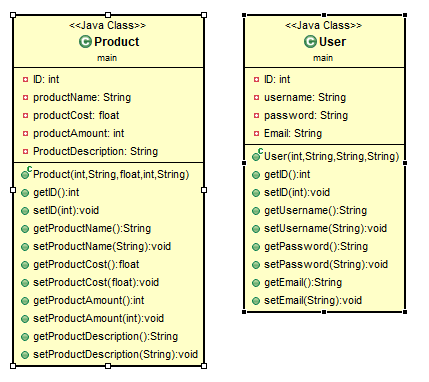 <<Java Class>>
Product
main
ID: int
productName: String
productCost: float
productAmount: int
ProductDescription: String
Product(int,String,float,int,String)
getID():int
setID(int):void
getProductName():String
setProductName(String):void
getProductCost():float
setProductCost(float):void
getProductAmount():int
setProductAmount(int):void
getProductDescription():String
setProductDescription(String):void
<<Java Class>>
User
main
ID: int
username: String
password: String
Email: String
User(int,String,String,String)
getID():int
setID(int):void
getUsername():String
setUsername(String):void
getPassword():String
setPassword(String):void
getEmail():String
setEmail(String):void